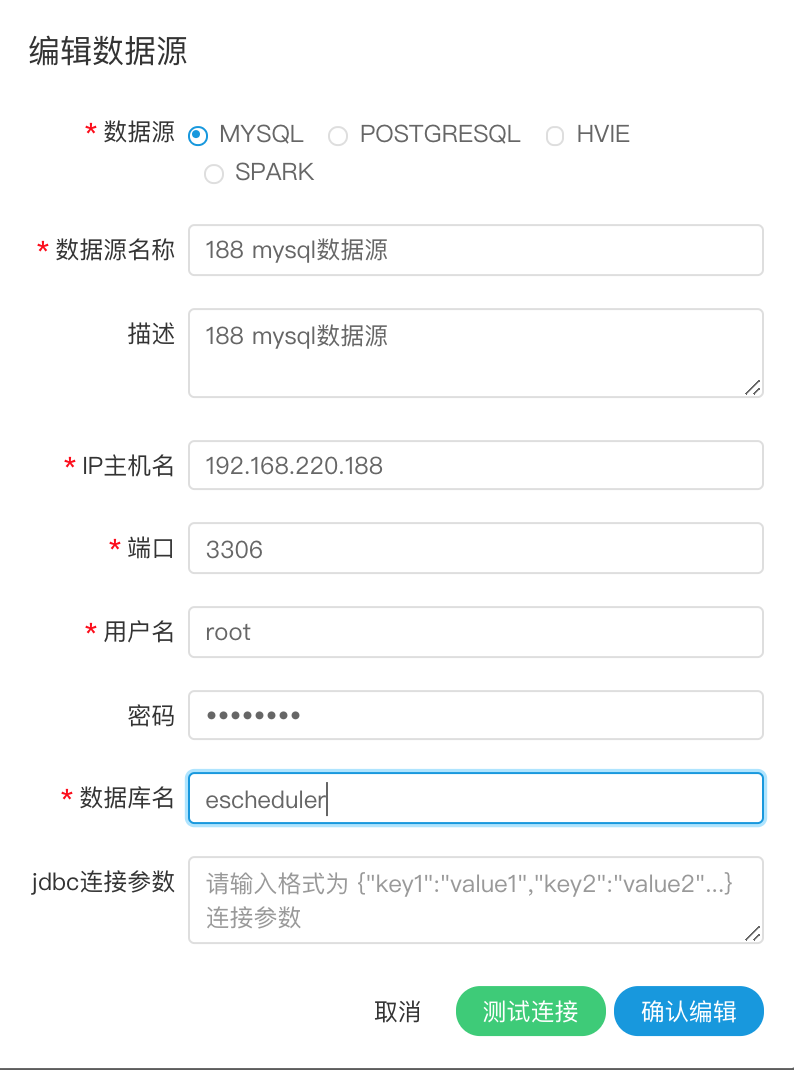 编辑数据源
* 数据源 MYSQL POSTGRESQL HVIE
SPARK
* 数据源名称 188 mysql数据源
描述 188 mysql数据源
* IP主机名 192.168.220.188
* 端口 3306
* 用户名 root
密码 ••••••••
* 数据库名 escheduler
jdbc连接参数 请输入格式为 {"key1":"value1","key2":"value2"...}
连接参数
取消 测试连接 确认编辑